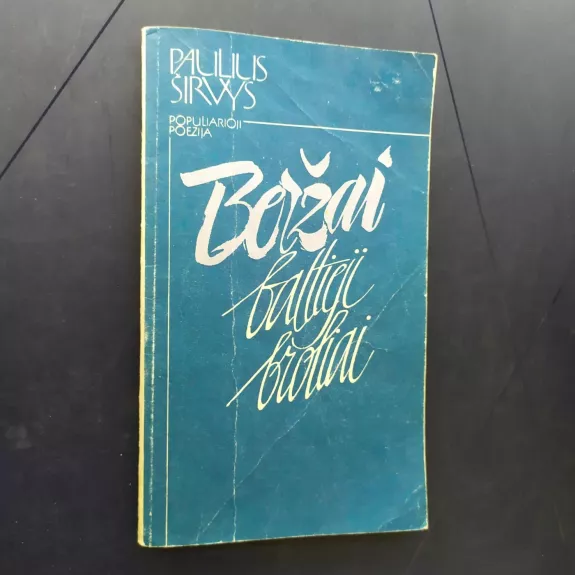 PAULIUS
ŠIRVYS
POPULIARIOJI
POEZIJA
Beržai
baltieji
broliai